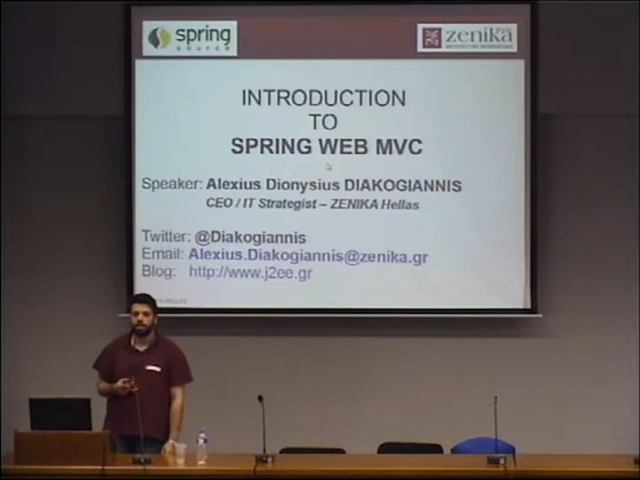 spring
source
zenika
INTRODUCTION
TO
SPRING WEB MVC
Speaker: Alexius Dionysius DIAKOGIANNIS
CEO / IT Strategist – ZENIKA Hellas
Twitter: @Diakogiannis
Email: Alexius.Diakogiannis@zenika.gr
Blog: http://www.j2ee.gr